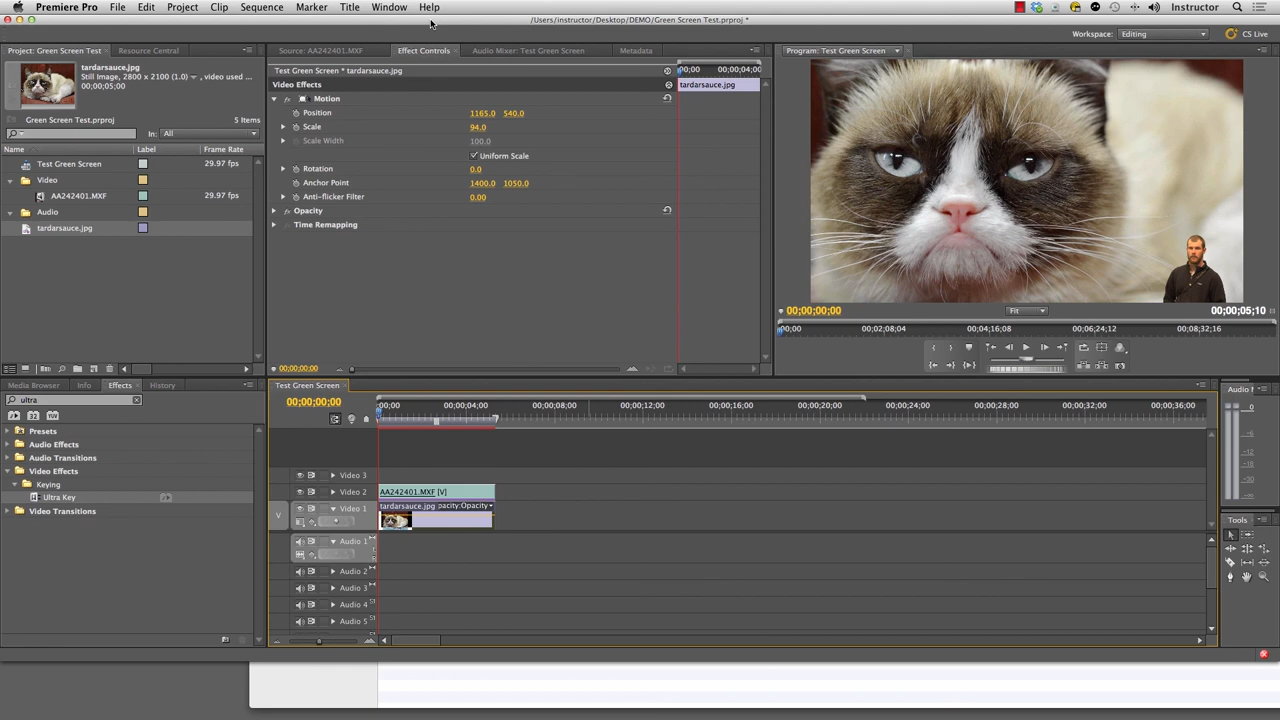 Premiere Pro File Edit Project Clip Sequence Marker Title Window Help Instructor
/Users/instructor/Desktop/DEMO/Green Screen Test.prproj *
Workspace: Editing CS Live
Project: Green Screen Test Resource Central
tardarsauce.jpg
Still Image, 2800 x 2100 (1.0) , video used
00;00;05;00
Green Screen Test.prproj 5 Items
In: All
Name Label Frame Rate
Test Green Screen 29.97 fps
Video
AA242401.MXF 29.97 fps
Audio
tardarsauce.jpg
Source: AA242401.MXF Effect Controls Audio Mixer: Test Green Screen Metadata
Test Green Screen * tardarsauce.jpg 00;00 00;00;04;00
Video Effects tardarsauce.jpg
Motion
Position 1165.0 540.0
Scale 94.0
Scale Width 100.0
Uniform Scale
Rotation 0.0
Anchor Point 1400.0 1050.0
Anti-flicker Filter 0.00
Opacity
Time Remapping
00;00;00;00
Program: Test Green Screen
00;00;00;00 Fit 00;00;05;10
00;00 00;02;08;04 00;04;16;08 00;06;24;12 00;08;32;16
Media Browser Info Effects History
ultra
32
Presets
Audio Effects
Audio Transitions
Video Effects
Keying
Ultra Key
Video Transitions
Test Green Screen
00;00;00;00
00;00 00;00;04;00 00;00;08;00 00;00;12;00 00;00;16;00 00;00;20;00 00;00;24;00 00;00;28;00 00;00;32;00 00;00;36;00
Video 3
Video 2 AA242401.MXF [V]
V Video 1 tardarsauce.jpg pacity:Opacity
Audio 1
Audio 2
Audio 3
Audio 4
Audio 5
Audio
0
-6
Tools